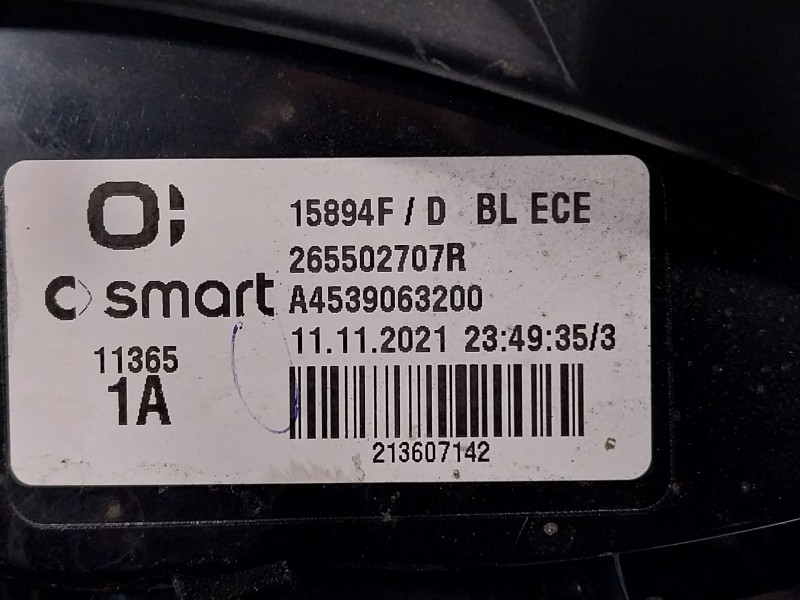 15894F / D BL ECE
265502707R
smart A4539063200
11.11.2021 23:49:35/3
11365
1A
213607142